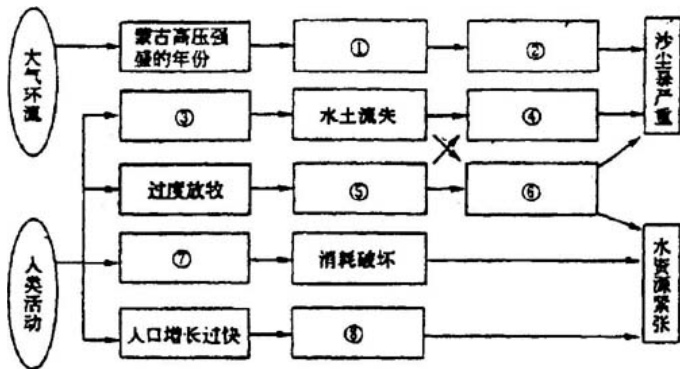 大气环流
蒙古高压强
盛的年份
①
②
沙尘暴严重
③
水土流失
④
过度放牧
⑤
⑥
人类活动
⑦
消耗破坏
水资源紧张
人口增长过快
⑧